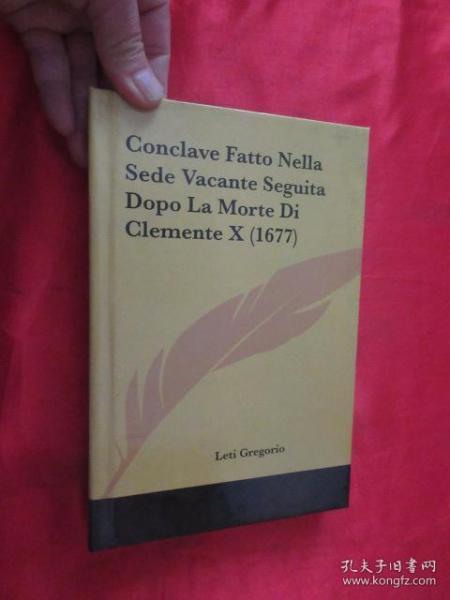 Conclave Fatto Nella
Sede Vacante Seguita
Dopo La Morte Di
Clemente X (1677)
Leti Gregorio
孔夫子旧书网
www.kongfz.com